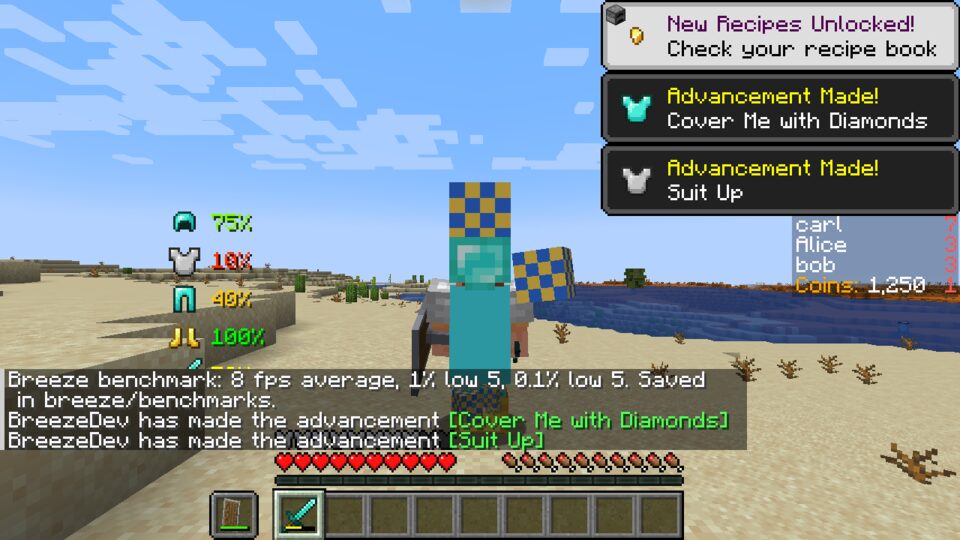 New Recipes Unlocked!
Check your recipe book
Advancement Made!
Cover Me with Diamonds
Advancement Made!
Suit Up
75%
10%
40%
100%
carl
Alice
bob
Coins: 1,250
Breeze benchmark: 8 fps average, 1% low 5, 0.1% low 5. Saved
in breeze/benchmarks.
BreezeDev has made the advancement [Cover Me with Diamonds]
BreezeDev has made the advancement [Suit Up]